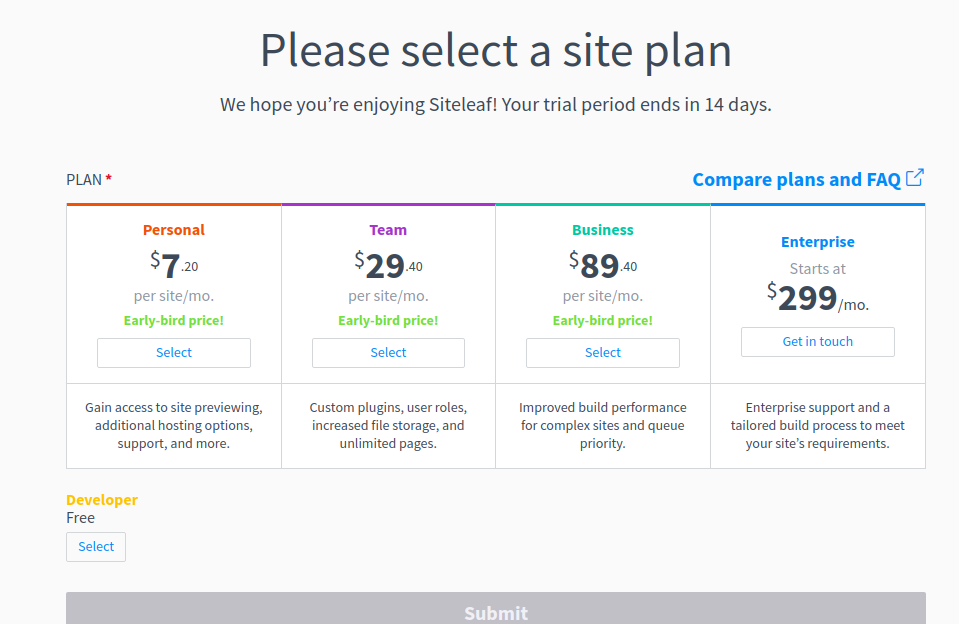 Please select a site plan
We hope you’re enjoying Siteleaf! Your trial period ends in 14 days.
PLAN *
Compare plans and FAQ
Personal
$7.20
per site/mo.
Early-bird price!
Select
Gain access to site previewing,
additional hosting options,
support, and more.
Team
$29.40
per site/mo.
Early-bird price!
Select
Custom plugins, user roles,
increased file storage, and
unlimited pages.
Business
$89.40
per site/mo.
Early-bird price!
Select
Improved build performance
for complex sites and queue
priority.
Enterprise
Starts at
$299/mo.
Get in touch
Enterprise support and a
tailored build process to meet
your site’s requirements.
Developer
Free
Select
Submit